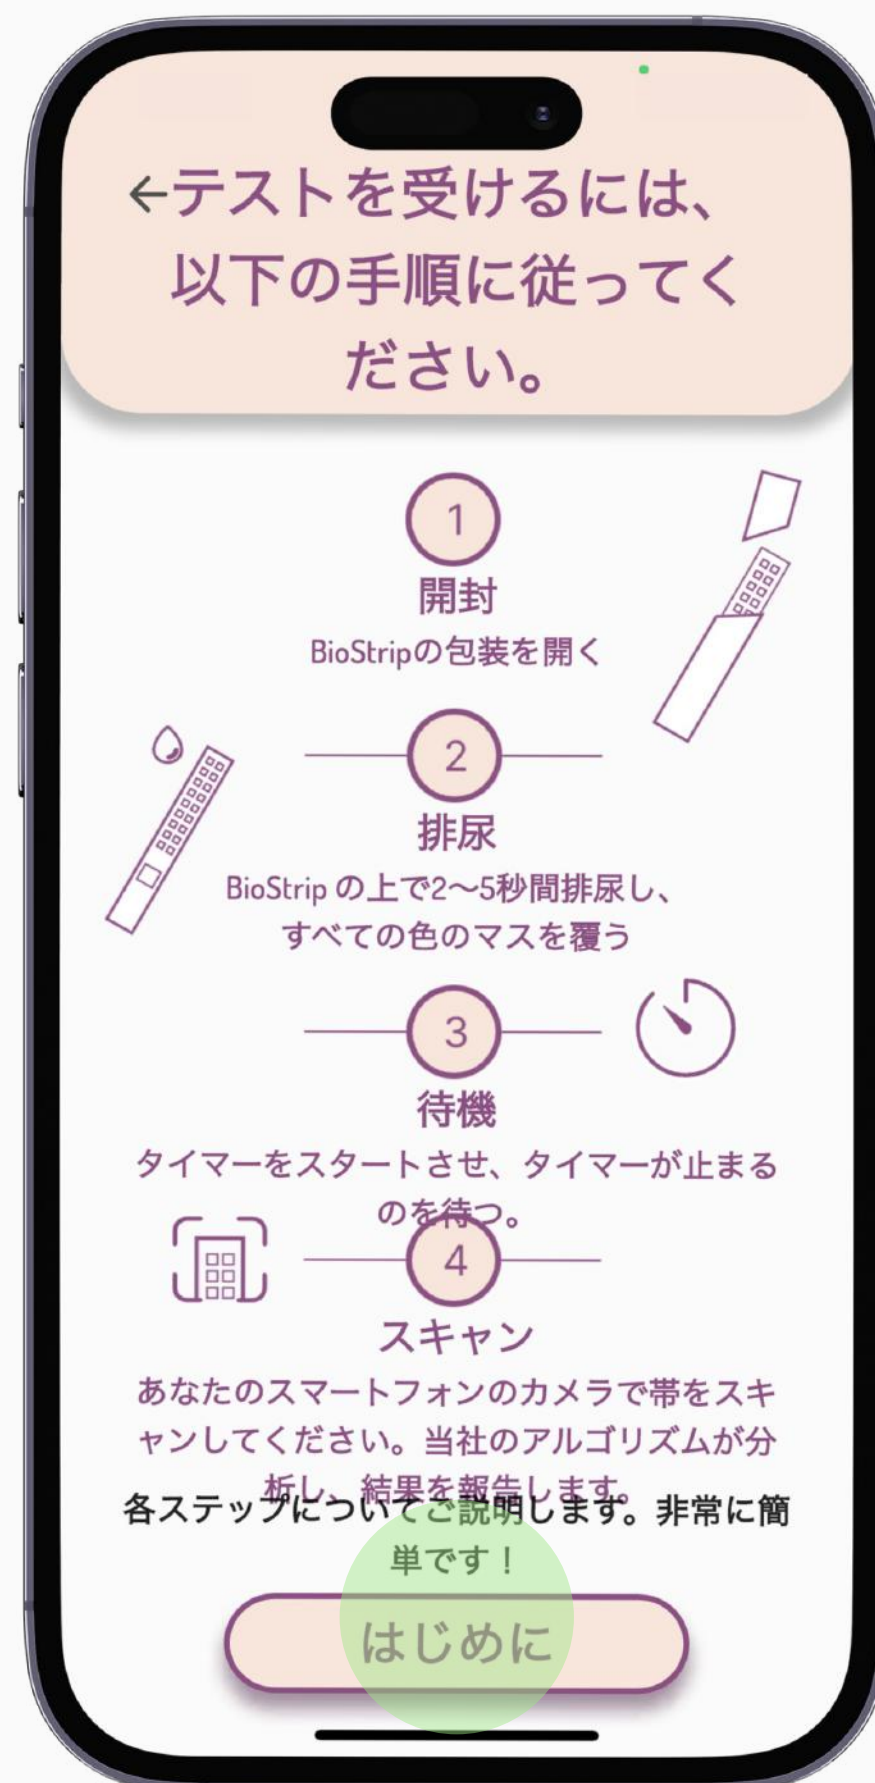 ←テストを受けるには、
以下の手順に従ってく
ださい。
1
開封
BioStripの包装を開く
2
排尿
BioStrip の上で2〜5秒間排尿し、
すべての色のマスを覆う
3
待機
タイマーをスタートさせ、タイマーが止まる
のを待つ。
4
スキャン
あなたのスマートフォンのカメラで帯をスキ
ャンしてください。当社のアルゴリズムが分
析し、結果を報告します。
各ステップについてご説明します。非常に簡
単です！
はじめに